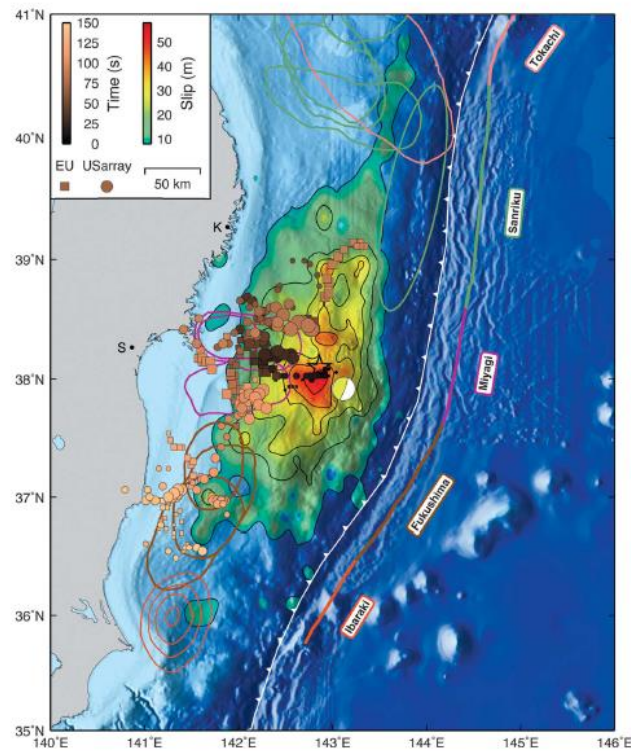 41°N
40°N
39°N
38°N
37°N
36°N
35°N
140°E
141°E
142°E
143°E
144°E
145°E
146°E
150
125
100
75
50
25
0
Time (s)
50
40
30
20
10
Slip (m)
EU USarray
50 km
K
S
Tokachi
Sanriku
Miyagi
Fukushima
Ibaraki